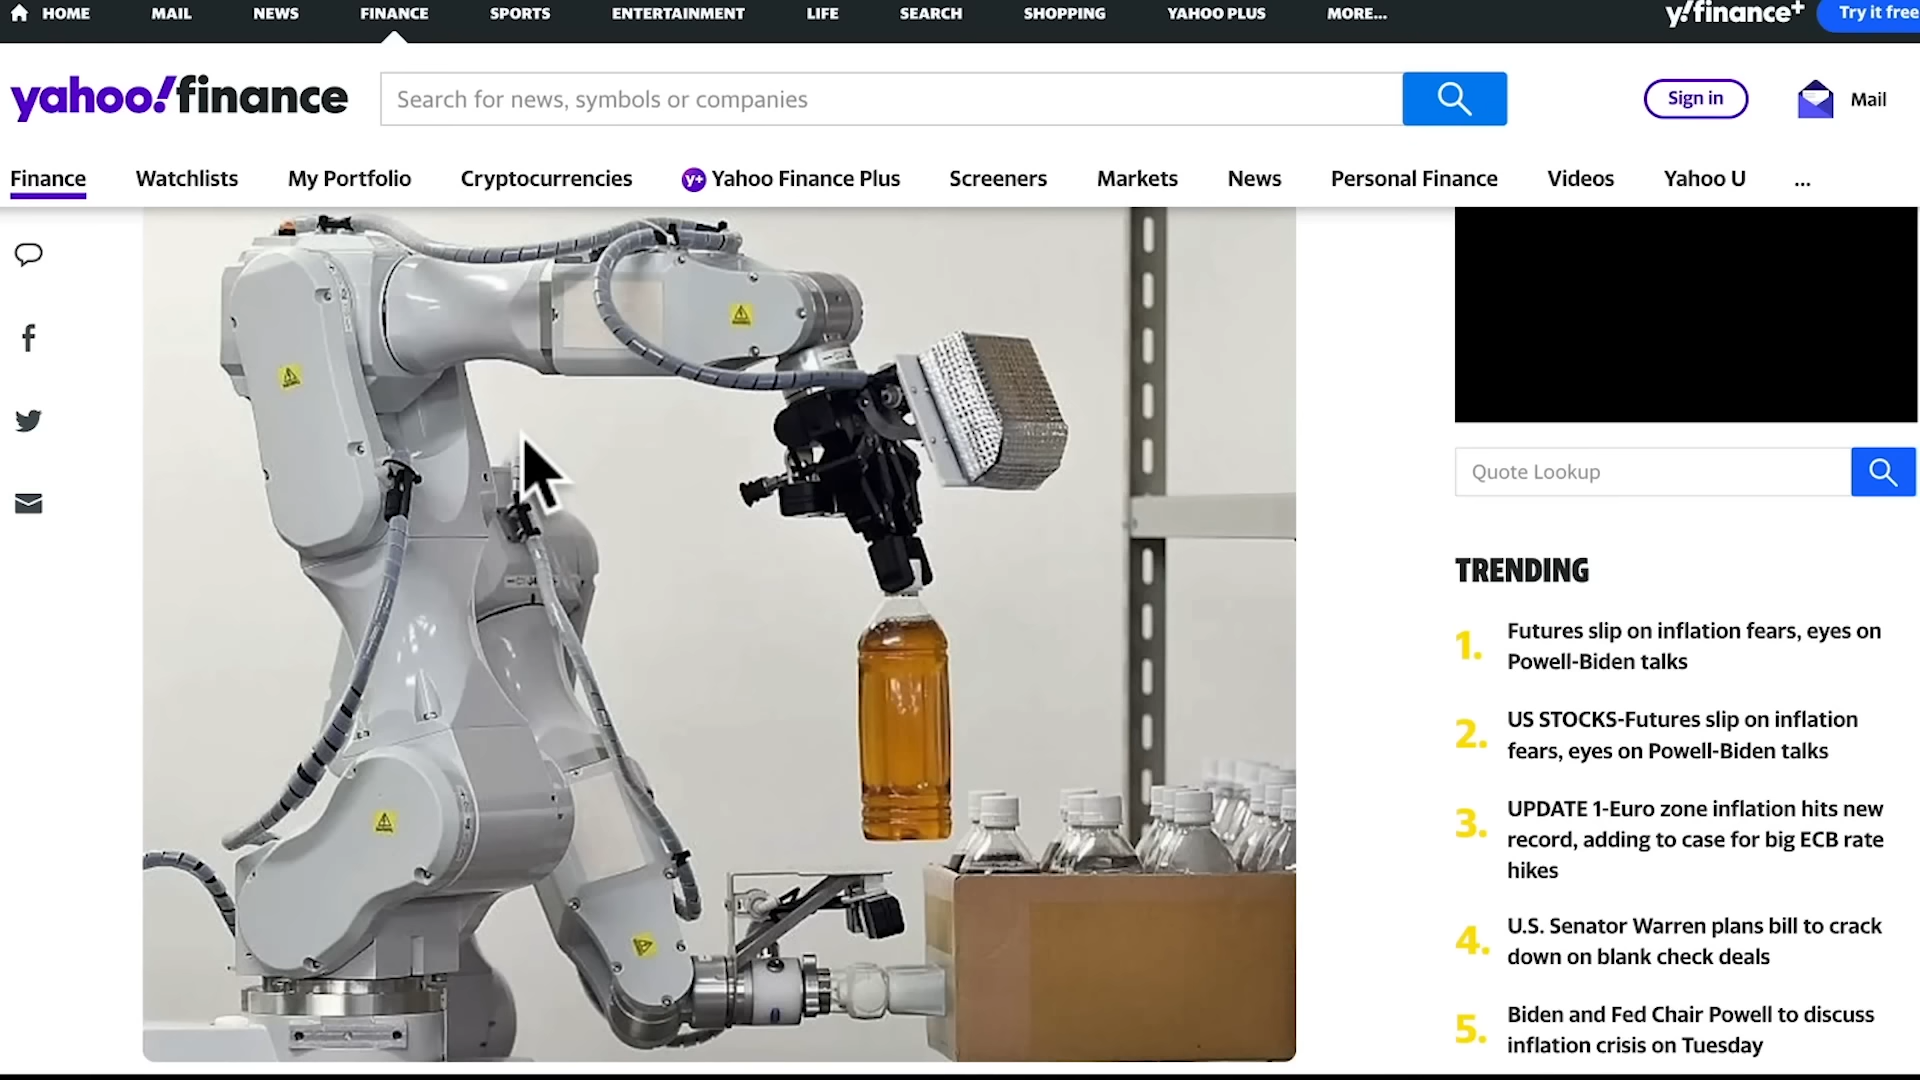 HOME MAIL NEWS FINANCE SPORTS ENTERTAINMENT LIFE SEARCH SHOPPING YAHOO PLUS MORE... y!finance+ Try it free
yahoo!finance Search for news, symbols or companies Sign in Mail
Finance Watchlists My Portfolio Cryptocurrencies y+ Yahoo Finance Plus Screeners Markets News Personal Finance Videos Yahoo U ...
Quote Lookup
TRENDING
1. Futures slip on inflation fears, eyes on
Powell-Biden talks
2. US STOCKS-Futures slip on inflation
fears, eyes on Powell-Biden talks
3. UPDATE 1-Euro zone inflation hits new
record, adding to case for big ECB rate
hikes
4. U.S. Senator Warren plans bill to crack
down on blank check deals
5. Biden and Fed Chair Powell to discuss
inflation crisis on Tuesday